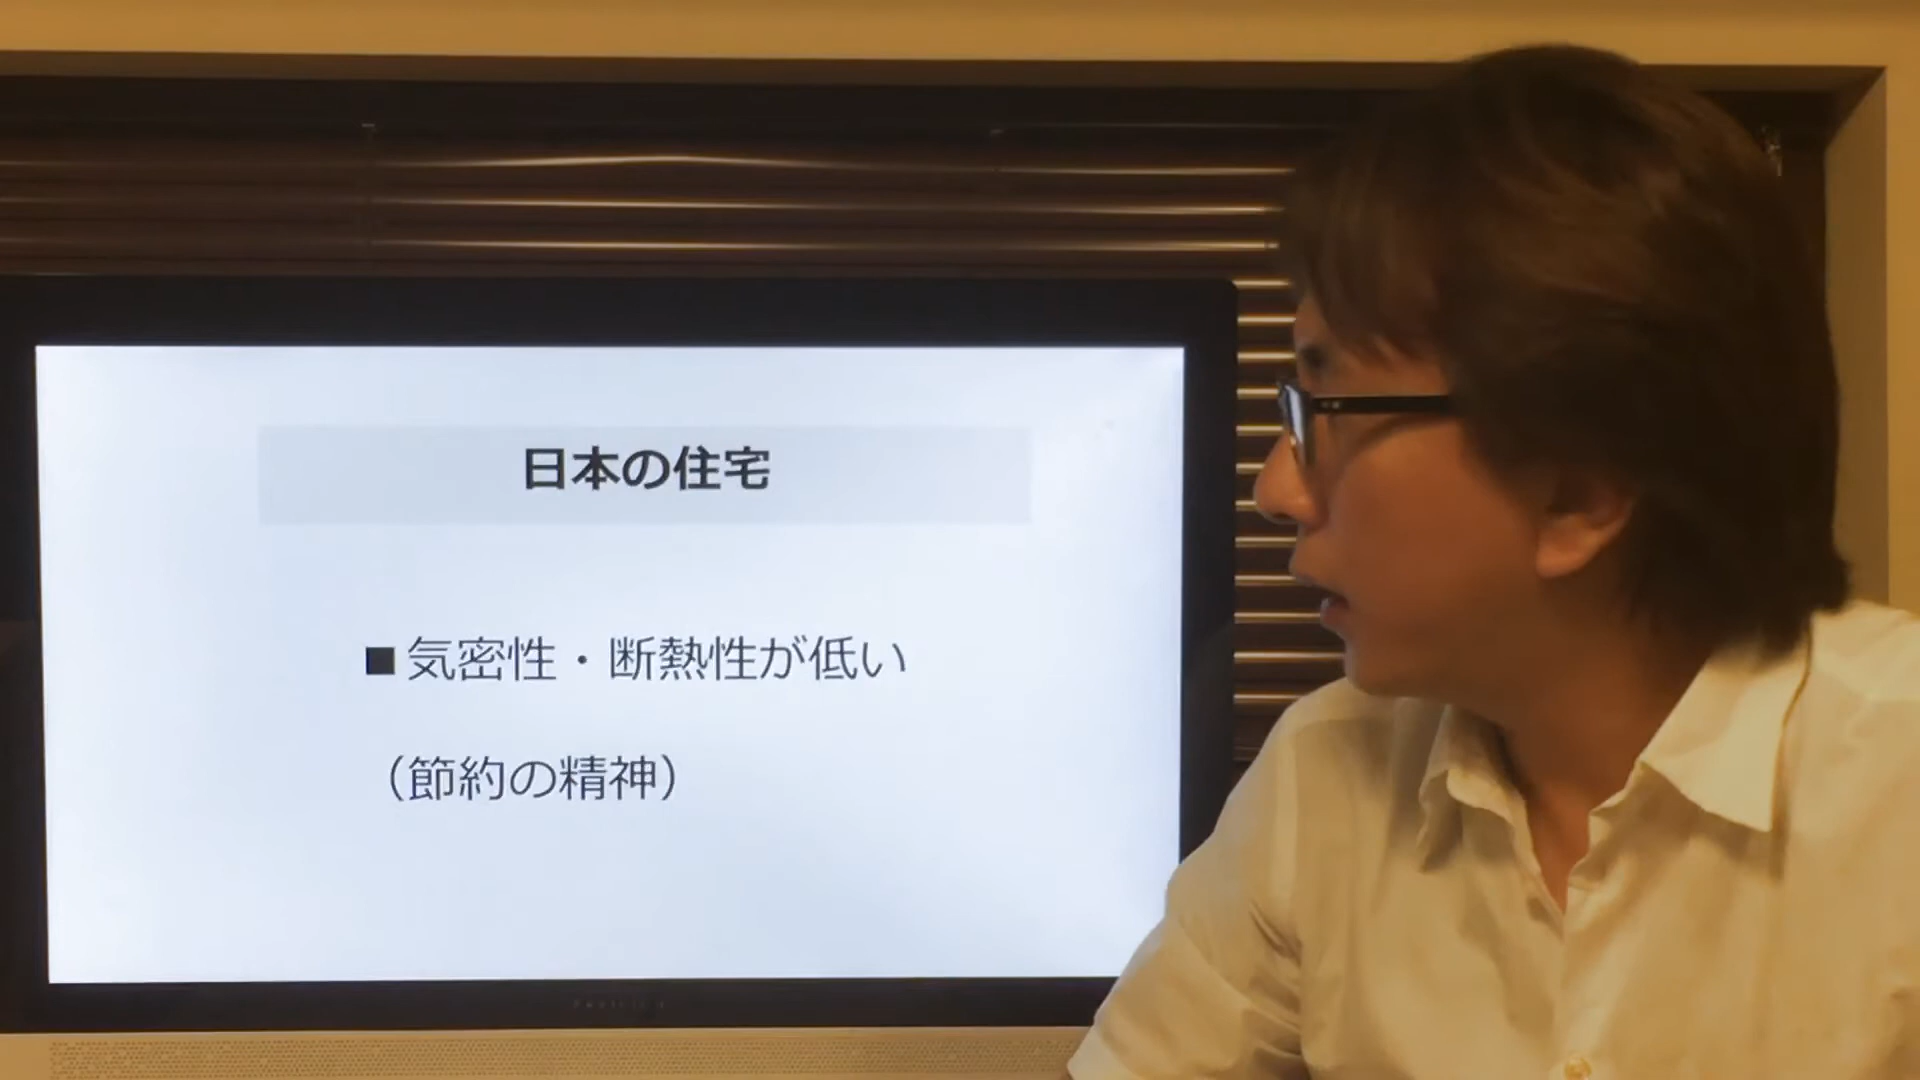 日本の住宅
■気密性・断熱性が低い
（節約の精神）